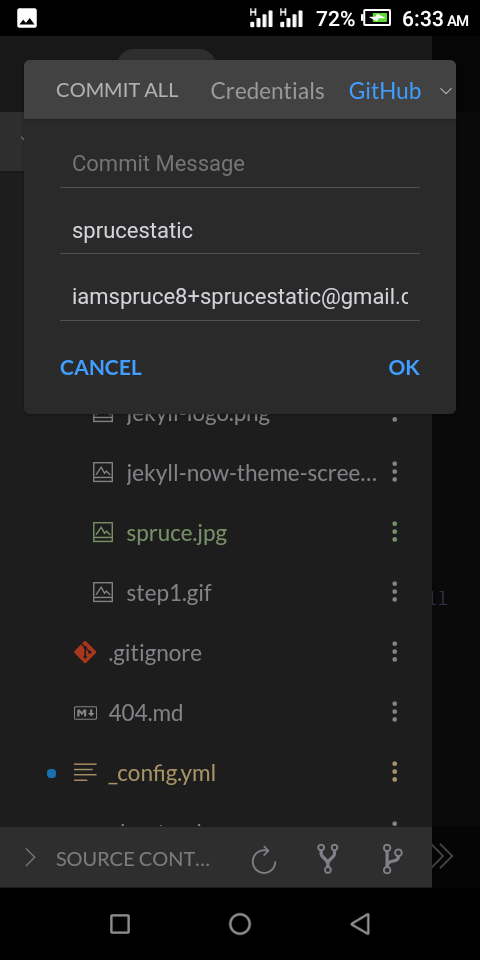 H H 72% 6:33 AM
COMMIT ALL Credentials GitHub
Commit Message
sprucestatic
iamspruce8+sprucestatic@gmail.c
CANCEL OK
jekyll-logo.png
jekyll-now-theme-scree...
spruce.jpg
step1.gif
11
.gitignore
M 404.md
_config.yml
SOURCE CONT...